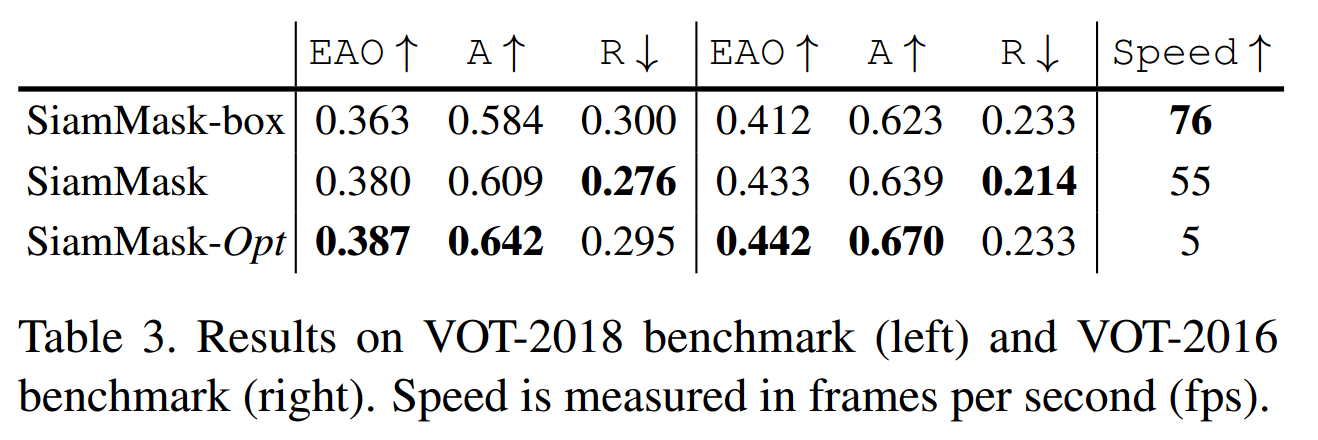 EAO↑ A↑ R↓ EAO↑ A↑ R↓ Speed↑
SiamMask-box 0.363 0.584 0.300 0.412 0.623 0.233 76
SiamMask 0.380 0.609 0.276 0.433 0.639 0.214 55
SiamMask-Opt 0.387 0.642 0.295 0.442 0.670 0.233 5
Table 3. Results on VOT-2018 benchmark (left) and VOT-2016
benchmark (right). Speed is measured in frames per second (fps).